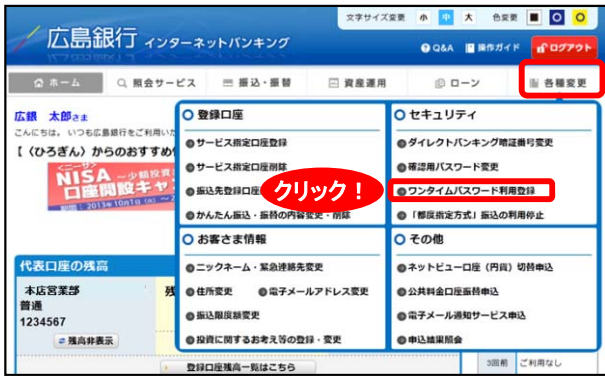 文字サイズ変更 小 中 大 色変更 ■ O O
広島銀行 インターネットバンキング
Q&A 操作ガイド ログアウト
ホーム 照会サービス 振込・振替 資産運用 ローン 各種変更
広銀 太郎さま
こんにちは。いつも広島銀行をご利用いた
【〈ひろぎん〉からのおすすめ
<ニーサ>
NISA ～少額投資
口座開設キャ
期間:2013年10月1日(火)～
登録口座
サービス指定口座登録
サービス指定口座削除
振込先登録口座
かんたん振込・振替の内容変更・削除
クリック！
セキュリティ
ダイレクトバンキング暗証番号変更
確認用パスワード変更
ワンタイムパスワード利用登録
「都度指定方式」振込の利用停止
お客さま情報
ニックネーム・緊急連絡先変更
住所変更 電子メールアドレス変更
振込限度額変更
投資に関するお考え等の登録・変更
その他
ネットビュー口座（円貨）切替申込
公共料金口座振替申込
電子メール通知サービス申込
申込結果照会
代表口座の残高
本店営業部 残
普通
1234567
残高非表示
登録口座残高一覧はこちら
3回前 ご利用なし